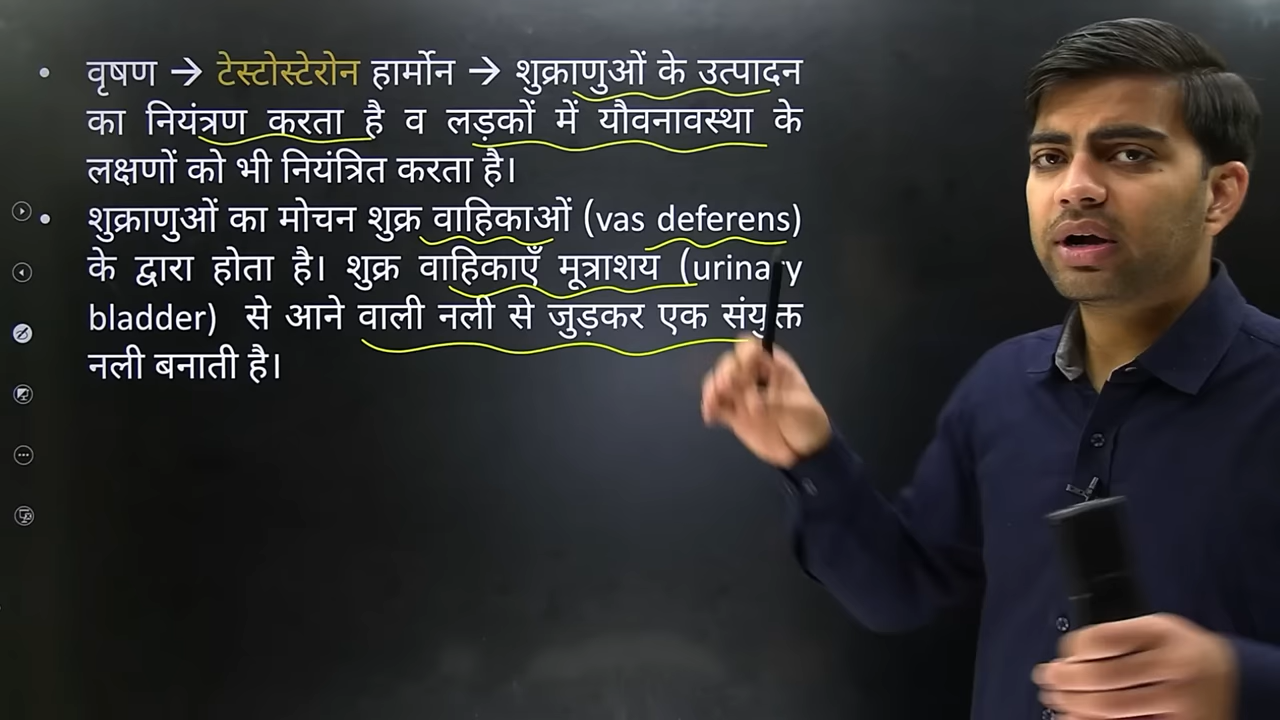 • वृषण → टेस्टोस्टेरोन हार्मोन → शुक्राणुओं के उत्पादन
का नियंत्रण करता है व लड़कों में यौवनावस्था के
लक्षणों को भी नियंत्रित करता है।
• शुक्राणुओं का मोचन शुक्र वाहिकाओं (vas deferens)
के द्वारा होता है। शुक्र वाहिकाएँ मूत्राशय (urinary
bladder) से आने वाली नली से जुड़कर एक संयुक्त
नली बनाती है।